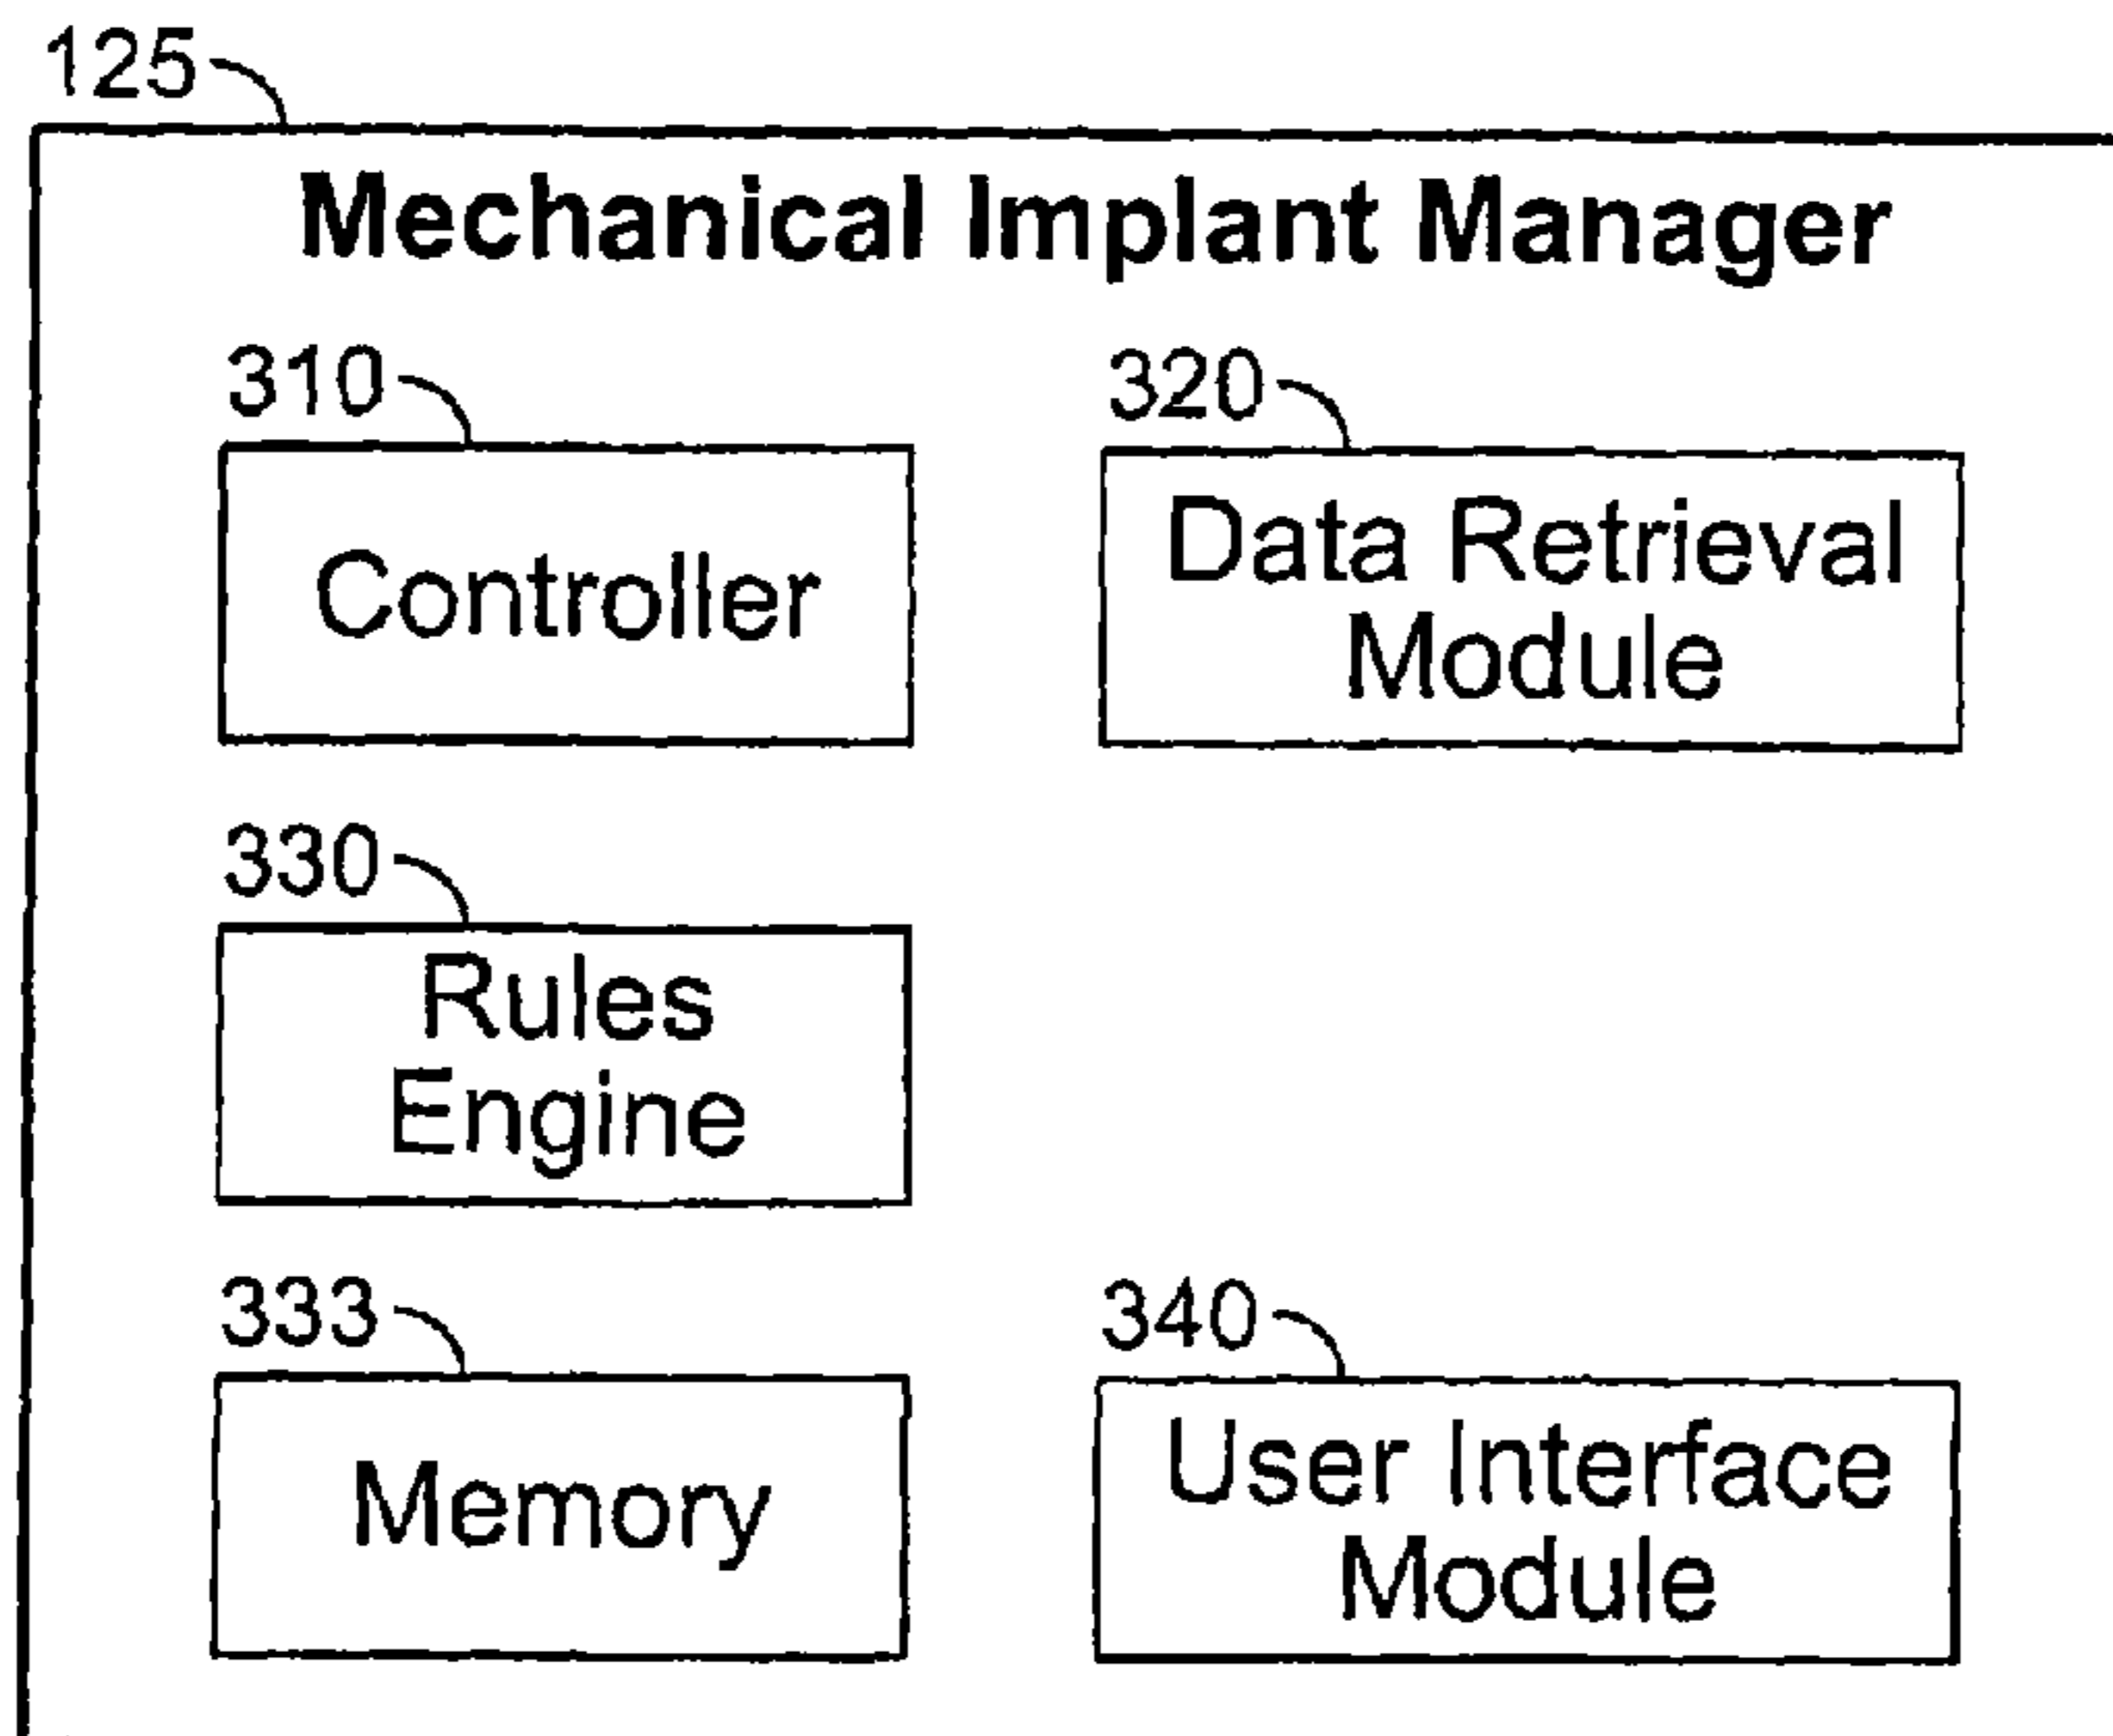 125
Mechanical Implant Manager
310
320
Controller
Data Retrieval
Module
330
Rules
Engine
333
340
Memory
User Interface
Module